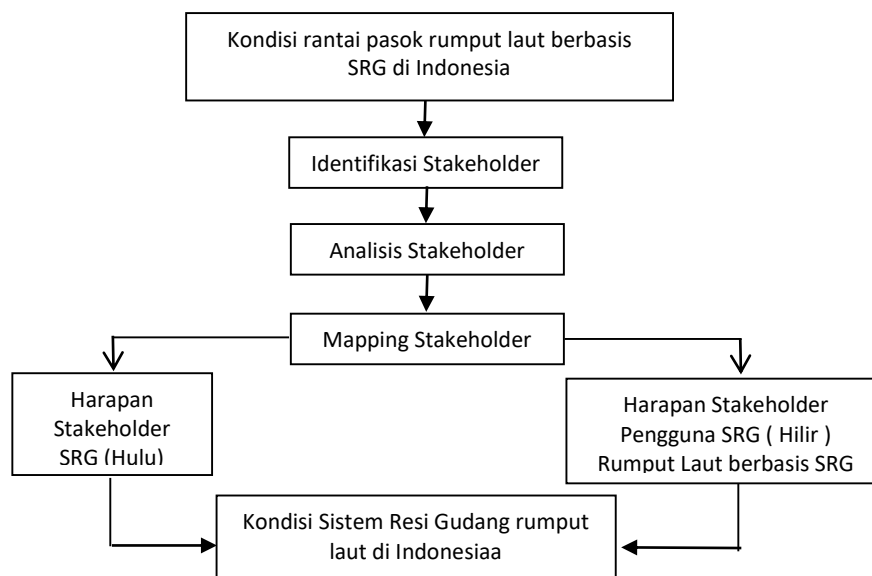 Kondisi rantai pasok rumput laut berbasis
SRG di Indonesia
Identifikasi Stakeholder
Analisis Stakeholder
Mapping Stakeholder
Harapan
Stakeholder
SRG (Hulu)
Harapan Stakeholder
Pengguna SRG ( Hilir )
Rumput Laut berbasis SRG
Kondisi Sistem Resi Gudang rumput
laut di Indonesiaa